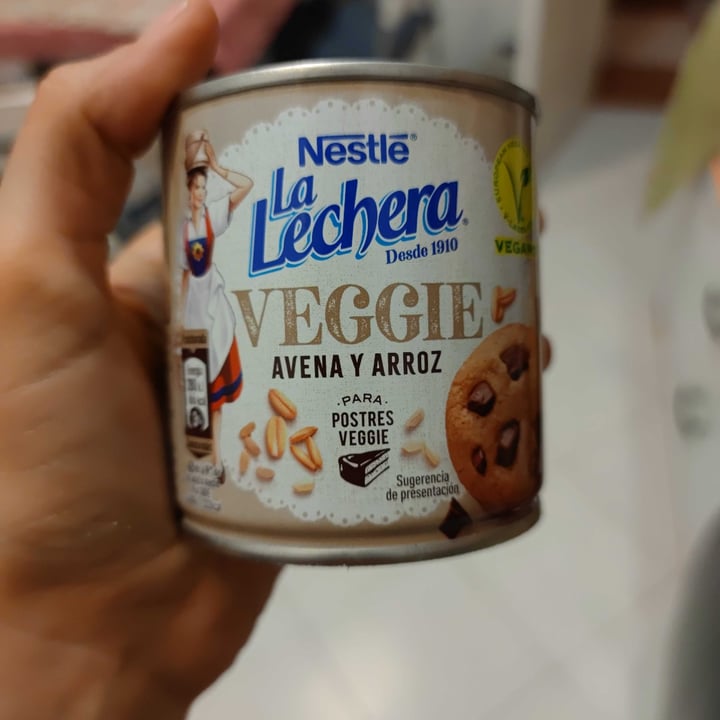 Nestlé®
La
Lechera®
Desde 1910
VEGGIE
AVENA Y ARROZ
.PARA.
POSTRES
VEGGIE
Sugerencia
de presentación
VEGAN